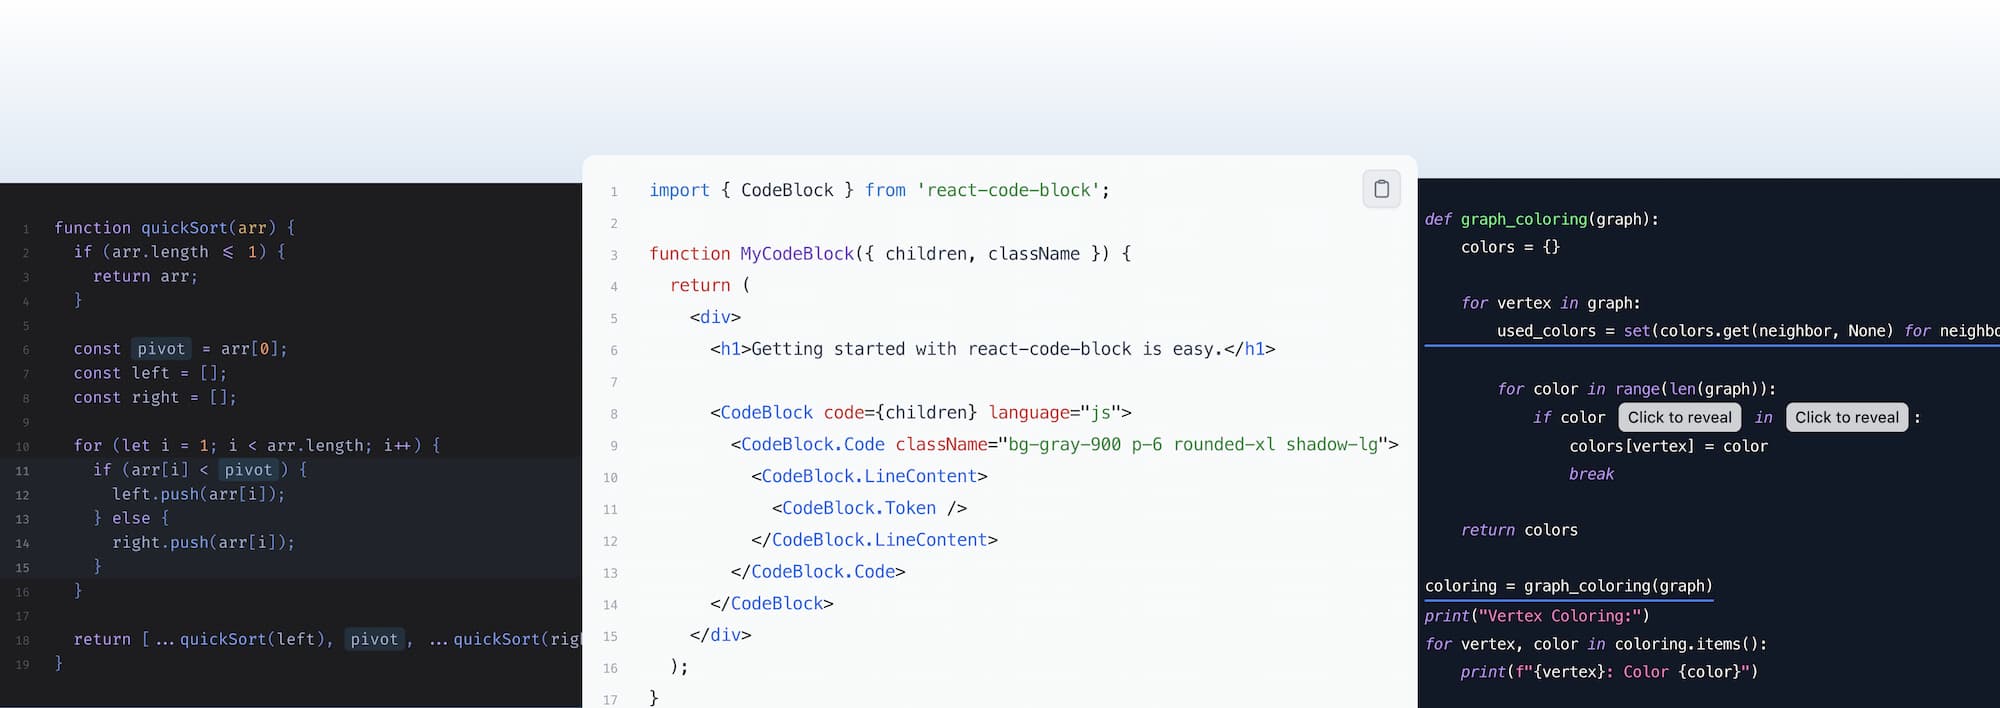 1 function quickSort(arr) {
2 if (arr.length <= 1) {
3 return arr;
4 }
5
6 const pivot = arr[0];
7 const left = [];
8 const right = [];
9
10 for (let i = 1; i < arr.length; i++) {
11 if (arr[i] < pivot) {
12 left.push(arr[i]);
13 } else {
14 right.push(arr[i]);
15 }
16 }
17
18 return [...quickSort(left), pivot, ...quickSort(righ
19 }
1 import { CodeBlock } from 'react-code-block';
2
3 function MyCodeBlock({ children, className }) {
4 return (
5 <div>
6 <h1>Getting started with react-code-block is easy.</h1>
7
8 <CodeBlock code={children} language="js">
9 <CodeBlock.Code className="bg-gray-900 p-6 rounded-xl shadow-lg">
10 <CodeBlock.LineContent>
11 <CodeBlock.Token />
12 </CodeBlock.LineContent>
13 </CodeBlock.Code>
14 </CodeBlock>
15 </div>
16 );
17 }
def graph_coloring(graph):
colors = {}
for vertex in graph:
used_colors = set(colors.get(neighbor, None) for neighbo
for color in range(len(graph)):
if color Click to reveal in Click to reveal :
colors[vertex] = color
break
return colors
coloring = graph_coloring(graph)
print("Vertex Coloring:")
for vertex, color in coloring.items():
print(f"{vertex}: Color {color}")